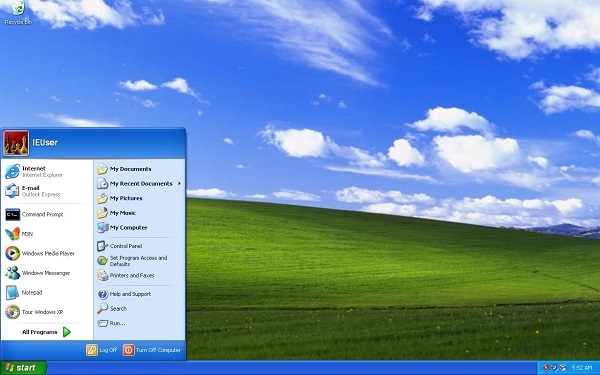 Recycle Bin
IEUser
Internet
Internet Explorer
E-mail
Outlook Express
Command Prompt
MSN
Windows Media Player
Windows Messenger
Notepad
Tour Windows XP
All Programs
My Documents
My Recent Documents
My Pictures
My Music
My Computer
Control Panel
Set Program Access and
Defaults
Printers and Faxes
Help and Support
Search
Run...
Log Off
Turn Off Computer
start
5:52 AM